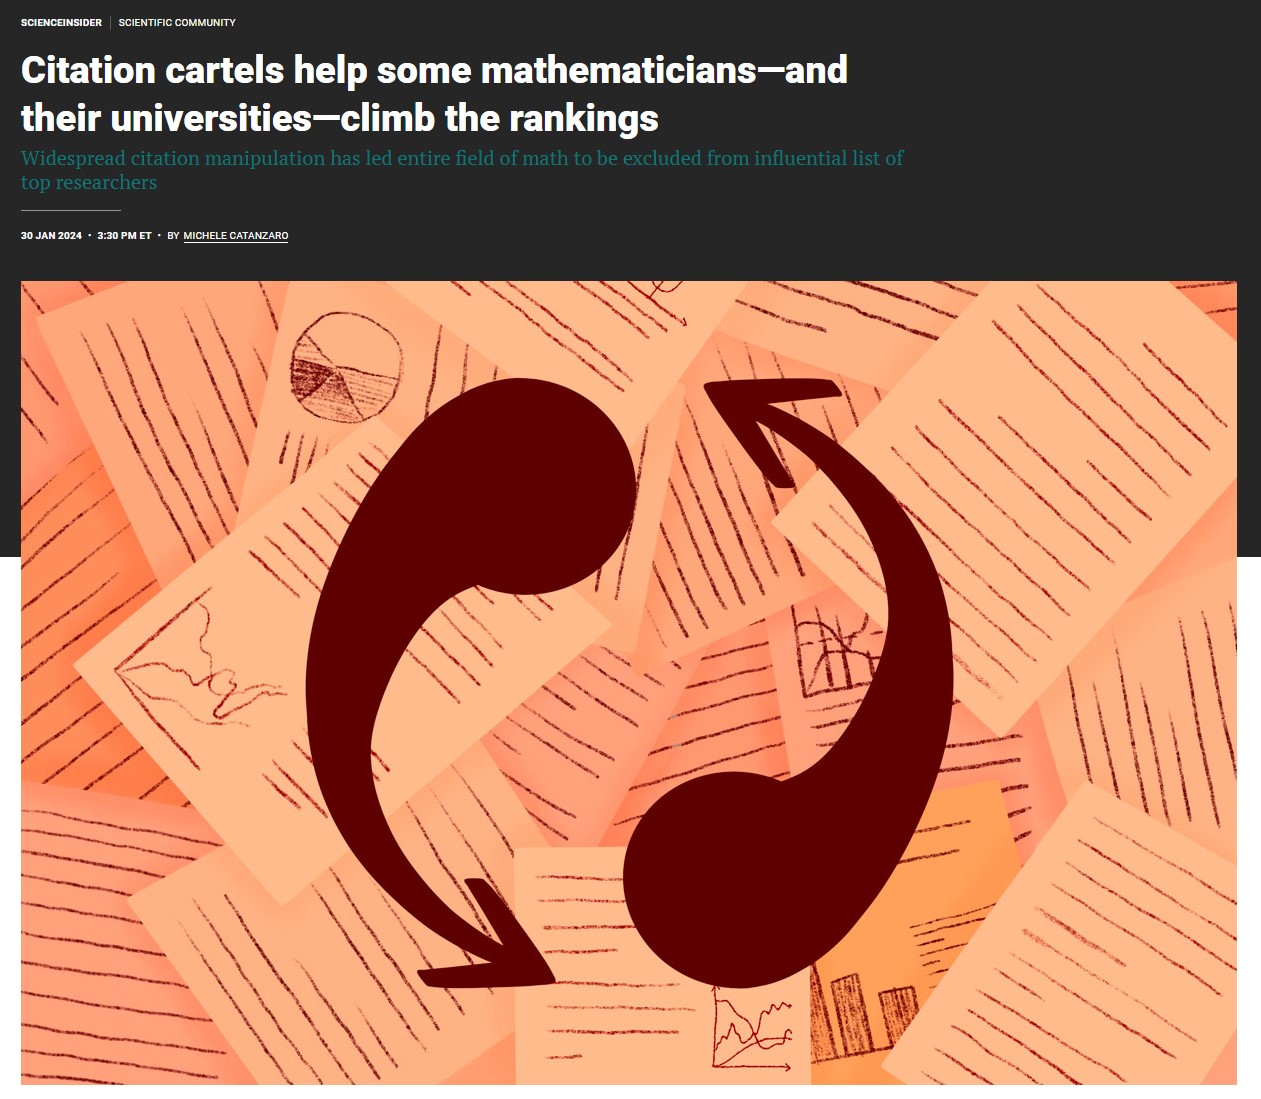 SCIENCEINSIDER | SCIENTIFIC COMMUNITY
Citation cartels help some mathematicians—and
their universities—climb the rankings
Widespread citation manipulation has led entire field of math to be excluded from influential list of
top researchers
30 JAN 2024 • 3:30 PM ET • BY MICHELE CATANZARO